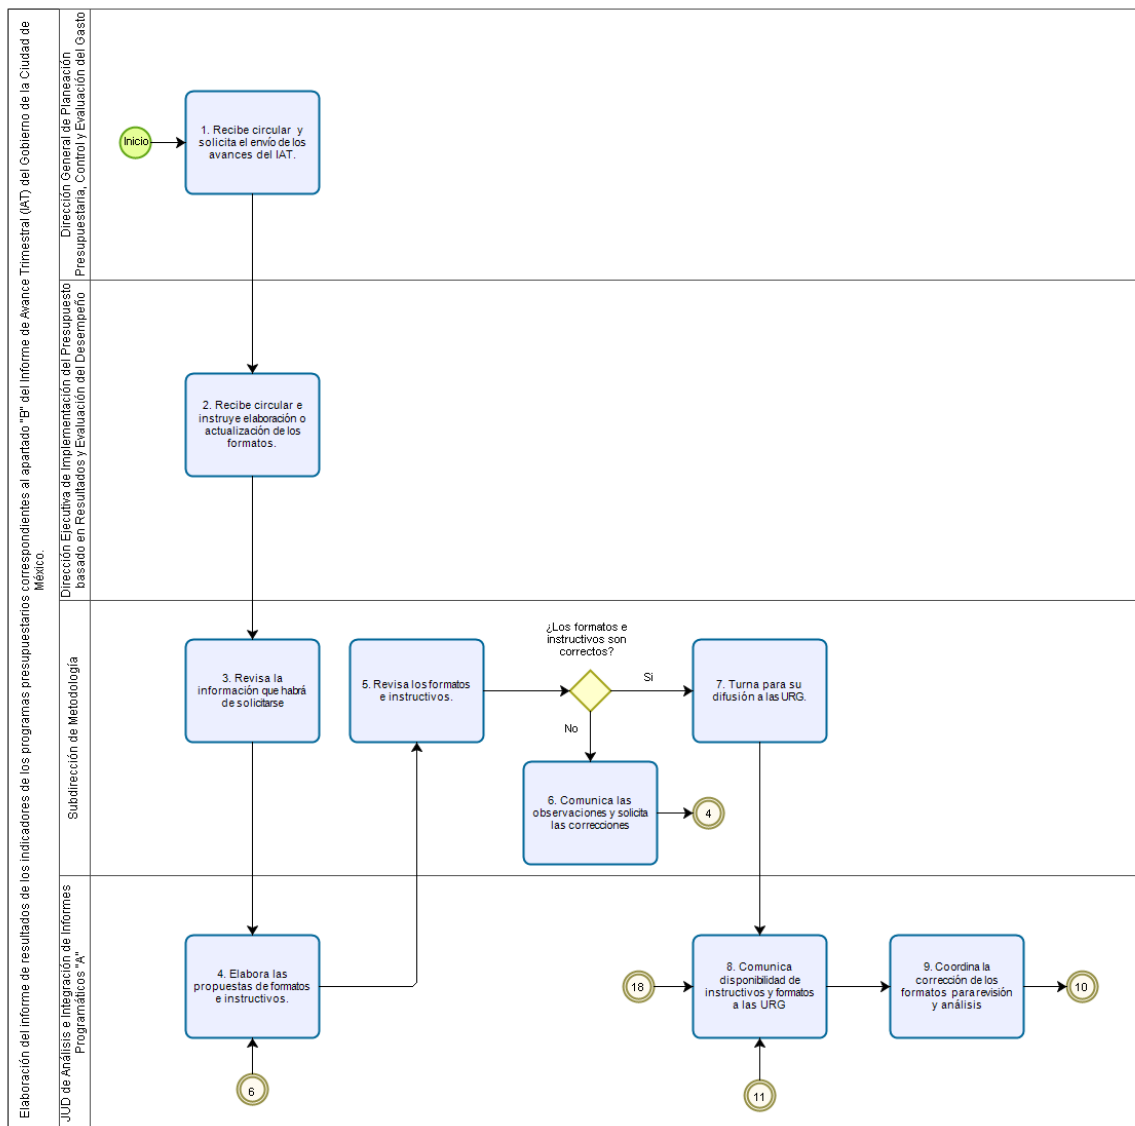 Elaboración del informe de resultados de los indicadores de los programas presupuestarios correspondientes al apartado "B" del Informe de Avance Trimestral (IAT) del Gobierno de la Ciudad de
México.
Dirección General de Planeación
Presupuestaria, Control y Evaluación del Gasto
Inicio
1. Recibe circular y
solicita el envío de los
avances del IAT.
Dirección Ejecutiva de Implementación del Presupuesto
basado en Resultados y Evaluación del Desempeño
2. Recibe circular e
instruye elaboración o
actualización de los
formatos.
Subdirección de Metodología
3. Revisa la
información que habrá
de solicitarse
5. Revisa los formatos
e instructivos.
¿Los formatos e
instructivos son
correctos?
Si
No
7. Turna para su
difusión a las URG.
6. Comunica las
observaciones y solicita
las correcciones
4
JUD de Análisis e Integración de Informes
Programáticos "A"
4. Elabora las
propuestas de formatos
e instructivos.
6
18
8. Comunica
disponibilidad de
instructivos y formatos
a las URG
11
9. Coordina la
corrección de los
formatos para revisión
y análisis
10